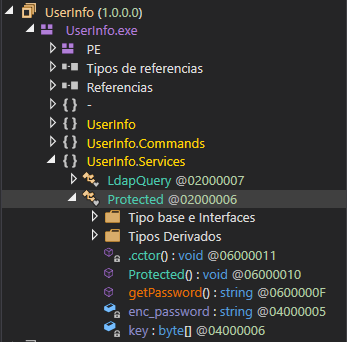 UserInfo (1.0.0.0)
UserInfo.exe
PE
Tipos de referencias
Referencias
{ } -
{ } UserInfo
{ } UserInfo.Commands
{ } UserInfo.Services
LdapQuery @02000007
Protected @02000006
Tipo base e Interfaces
Tipos Derivados
.cctor() : void @06000011
Protected() : void @06000010
getPassword() : string @0600000F
enc_password : string @04000005
key : byte[] @04000006